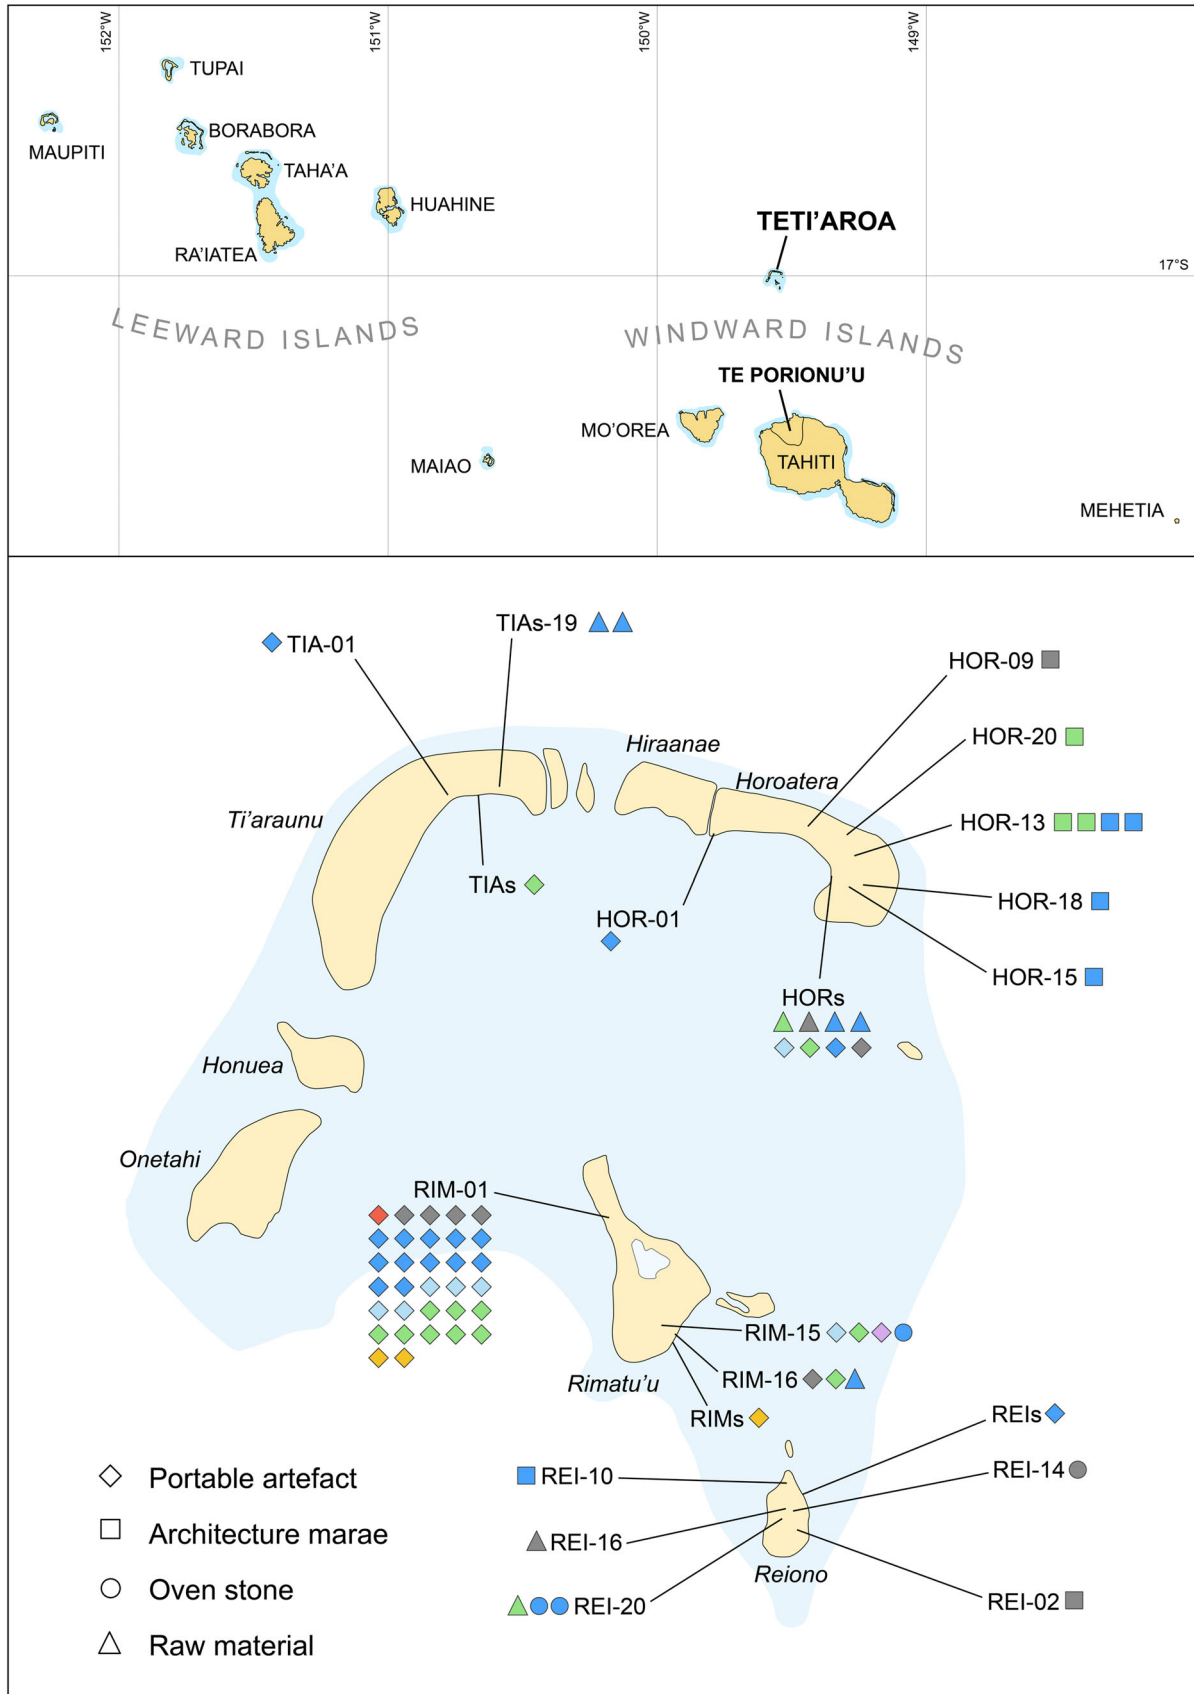 152°W
151°W
150°W
149°W
TUPAI
BORABORA
MAUPITI
TAHA'A
HUAHINE
RA'IATEA
TETI'AROA
17°S
LEEWARD ISLANDS
WINDWARD ISLANDS
TE PORIONU'U
MO'OREA
TAHITI
MAIAO
MEHETIA
TIAs-19
TIA-01
HOR-09
Hiraanae
HOR-20
Horoatera
Ti'araunu
HOR-13
TIAs
HOR-18
HOR-01
HOR-15
HORs
Honuea
Onetahi
RIM-01
RIM-15
RIM-16
Rimatu'u
RIMs
REIs
REI-10
REI-14
REI-16
Reiono
REI-20
REI-02
Portable artefact
Architecture marae
Oven stone
Raw material